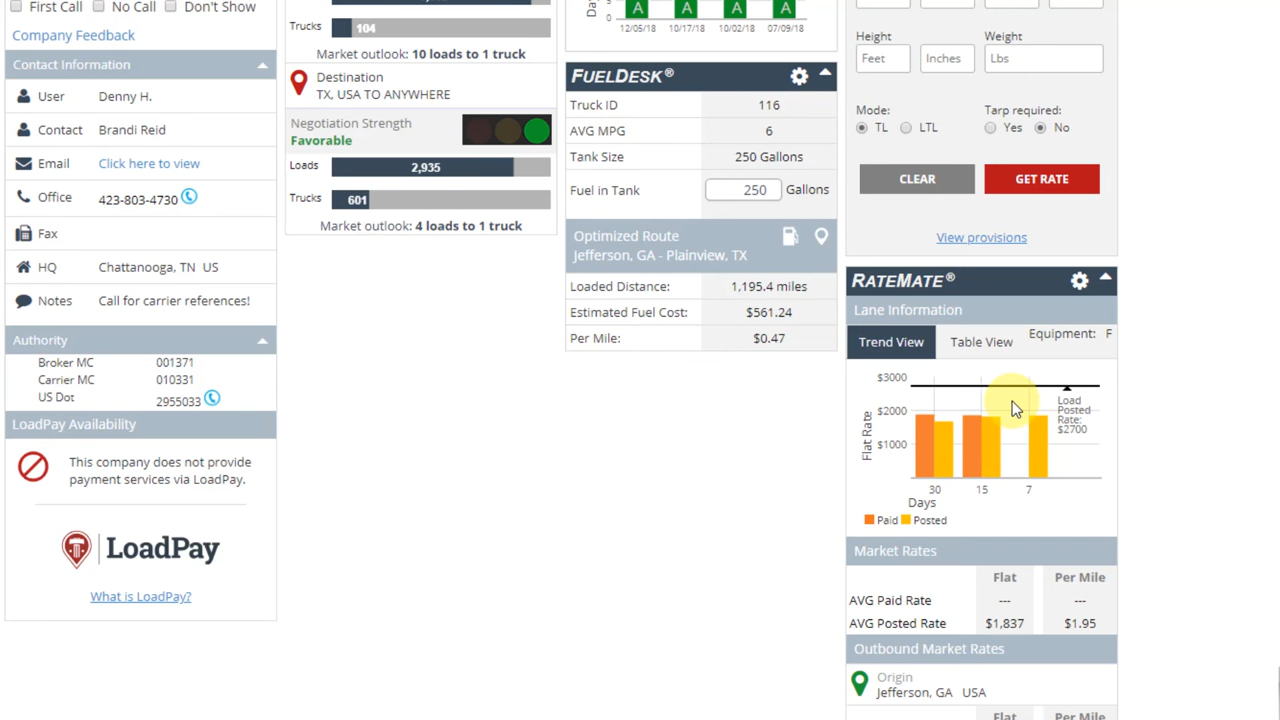 First Call No Call Don't Show
Company Feedback
Contact Information
User Denny H.
Contact Brandi Reid
Email Click here to view
Office 423-803-4730
Fax
HQ Chattanooga, TN US
Notes Call for carrier references!
Authority
Broker MC 001371
Carrier MC 010331
US Dot 2955033
LoadPay Availability
This company does not provide
payment services via LoadPay.
LoadPay
What is LoadPay?
Trucks 104
Market outlook: 10 loads to 1 truck
Destination
TX, USA TO ANYWHERE
Negotiation Strength
Favorable
Loads 2,935
Trucks 601
Market outlook: 4 loads to 1 truck
0
A A A A
12/05/18 10/17/18 10/02/18 07/09/18
FUELDESK®
Truck ID 116
AVG MPG 6
Tank Size 250 Gallons
Fuel in Tank 250 Gallons
Optimized Route
Jefferson, GA - Plainview, TX
Loaded Distance: 1,195.4 miles
Estimated Fuel Cost: $561.24
Per Mile: $0.47
Height Weight
Feet Inches Lbs
Mode: Tarp required:
TL LTL Yes No
CLEAR GET RATE
View provisions
RATEMATE®
Lane Information
Trend View Table View Equipment: F
$3000
$2000
$1000
Flat Rate
Load
Posted
Rate:
$2700
30 15 7
Days
Paid Posted
Market Rates
Flat Per Mile
AVG Paid Rate --- ---
AVG Posted Rate $1,837 $1.95
Outbound Market Rates
Origin
Jefferson, GA USA
Flat Per Mile